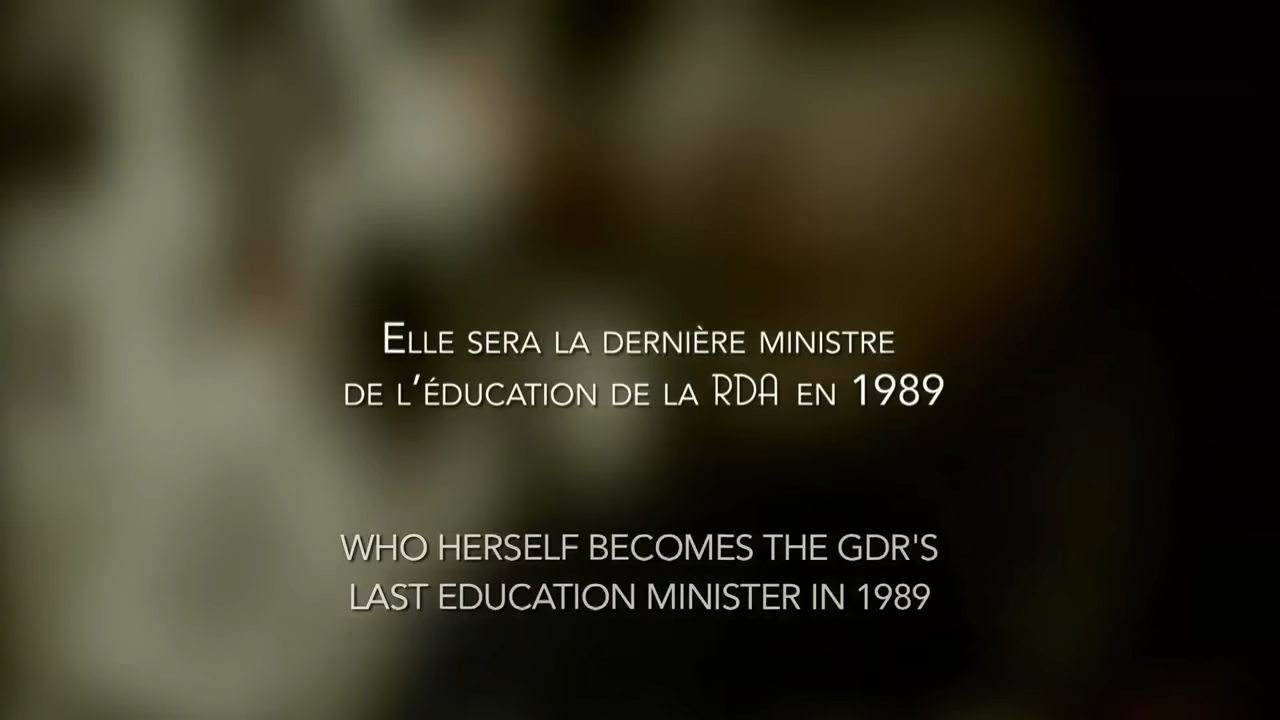 Elle sera la dernière ministre
de l'éducation de la RDA en 1989
WHO HERSELF BECOMES THE GDR'S
LAST EDUCATION MINISTER IN 1989